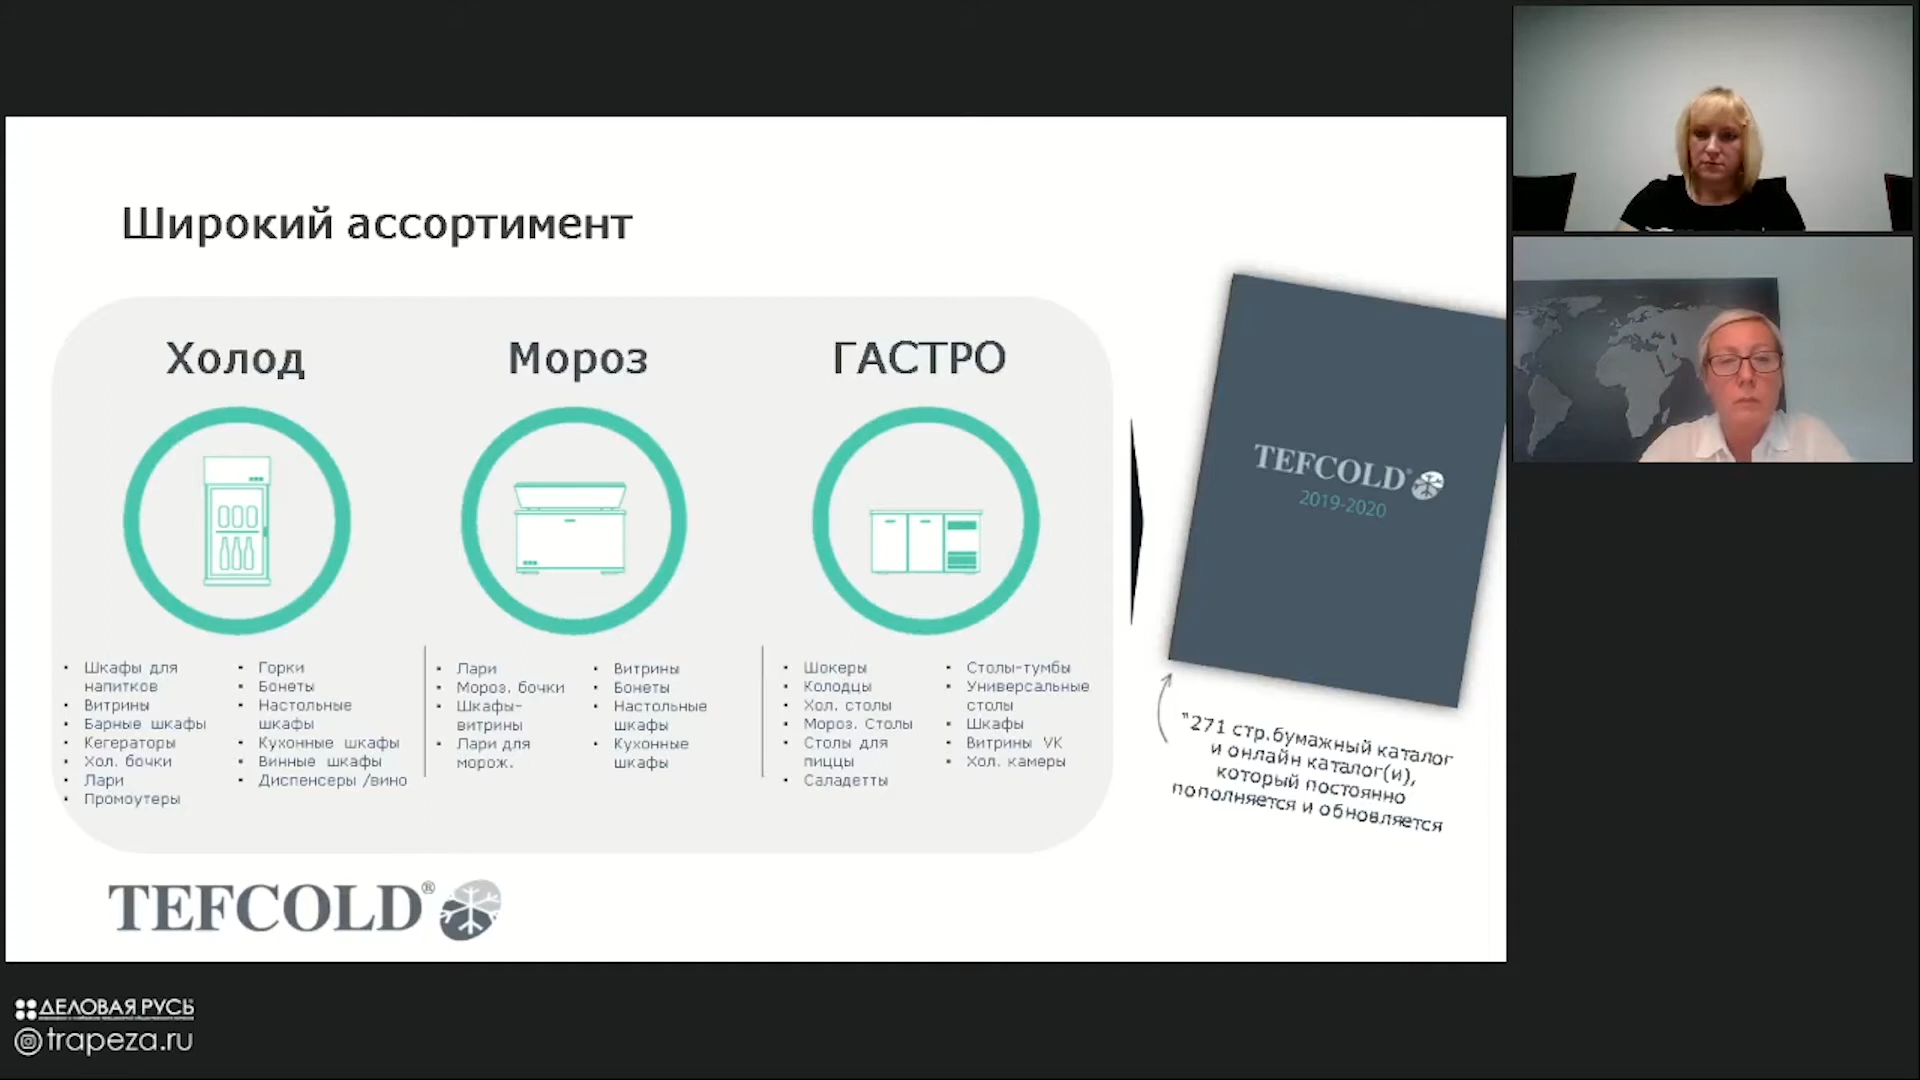 Широкий ассортимент
Холод
Мороз
ГАСТРО
▪ Шкафы для
напитков
▪ Витрины
▪ Барные шкафы
▪ Кегераторы
▪ Хол. бочки
▪ Лари
▪ Промоутеры
▪ Горки
▪ Бонеты
▪ Настольные
шкафы
▪ Кухонные шкафы
▪ Винные шкафы
▪ Диспенсеры /вино
▪ Лари
▪ Мороз. бочки
▪ Шкафы-
витрины
▪ Лари для
морож.
▪ Витрины
▪ Бонеты
▪ Настольные
шкафы
▪ Кухонные
шкафы
▪ Шокеры
▪ Колодцы
▪ Хол. столы
▪ Мороз. Столы
▪ Столы для
пиццы
▪ Саладетты
▪ Столы-тумбы
▪ Универсальные
столы
▪ Шкафы
▪ Витрины VK
▪ Хол. камеры
TEFCOLD®
2019-2020
"271 стр.бумажный каталог
и онлайн каталог(и),
который постоянно
пополняется и обновляется
TEFCOLD®
ДЕЛОВАЯ РУСЬ
trapeza.ru